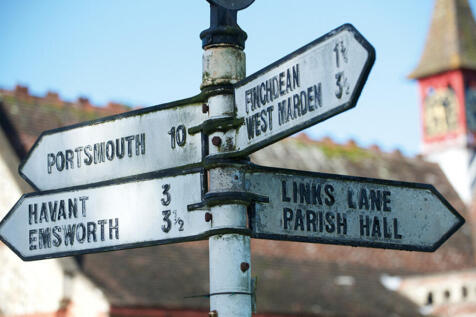 FINCHDEAN 1½
WEST MARDEN 3½
PORTSMOUTH 10
HAVANT 3
EMSWORTH 3½
LINKS LANE
PARISH HALL